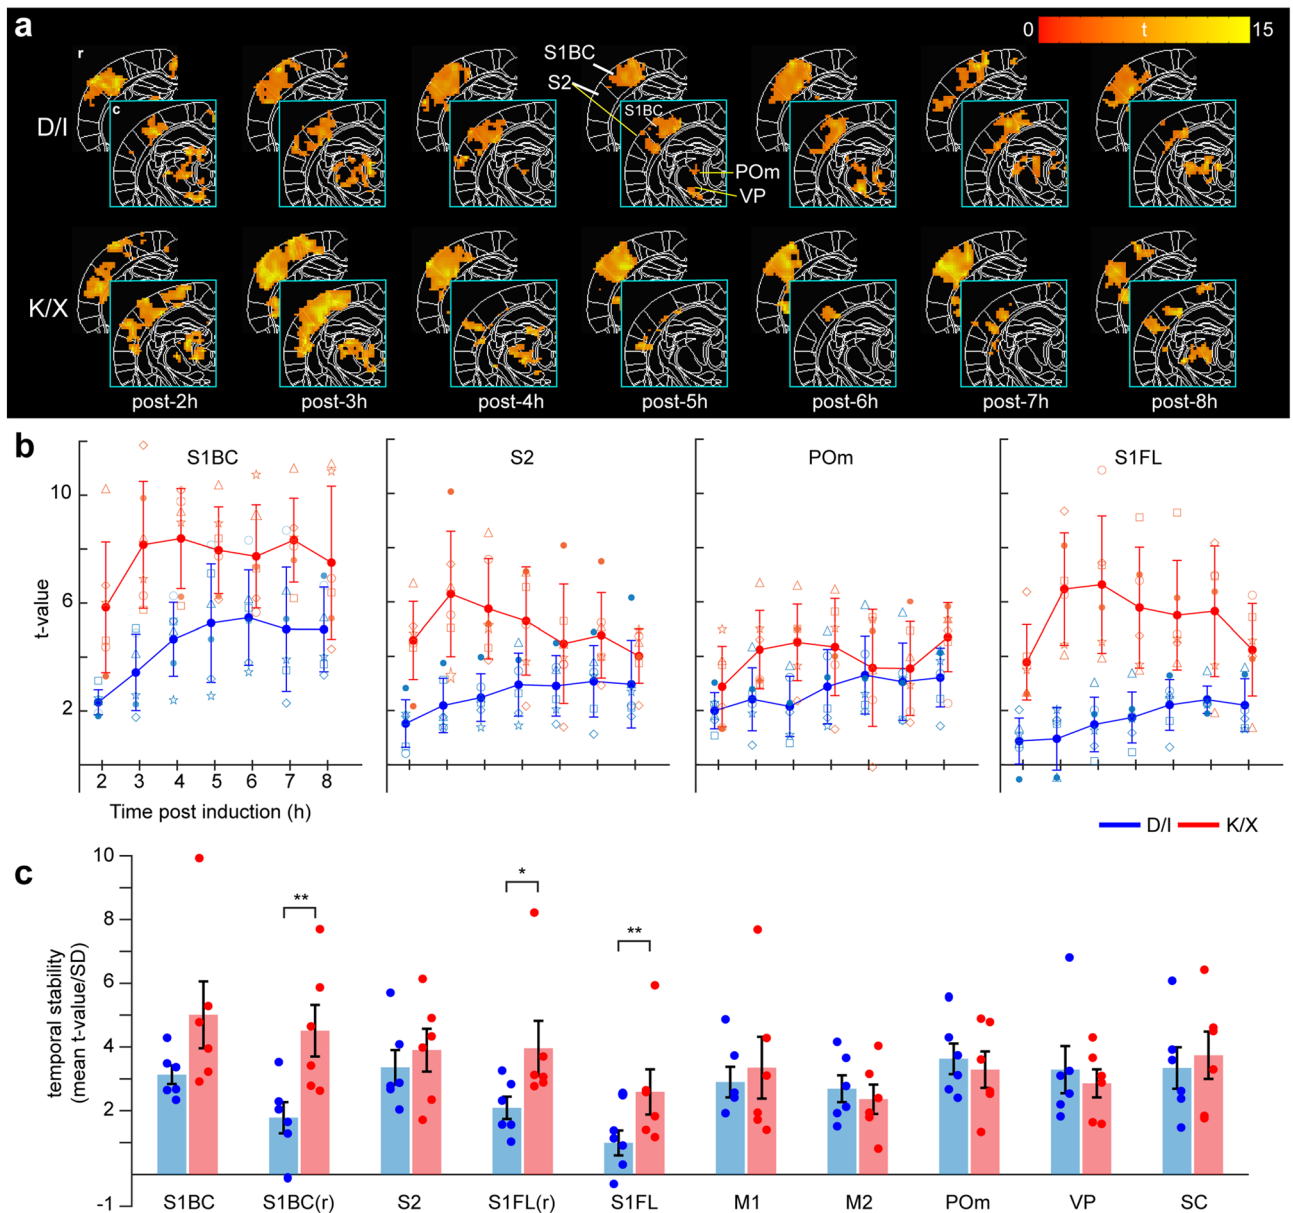 a
0 t 15
r
c
S1BC
S2
S1BC
POm
VP
D/I
K/X
post-2h post-3h post-4h post-5h post-6h post-7h post-8h
b
S1BC S2 POm S1FL
10
6
2
t-value
2 3 4 5 6 7 8
Time post induction (h)
D/I K/X
c
10
8
6
4
2
-1
temporal stability
(mean t-value/SD)
** * **
S1BC S1BC(r) S2 S1FL(r) S1FL M1 M2 POm VP SC